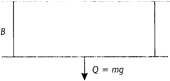 B
Q = mg